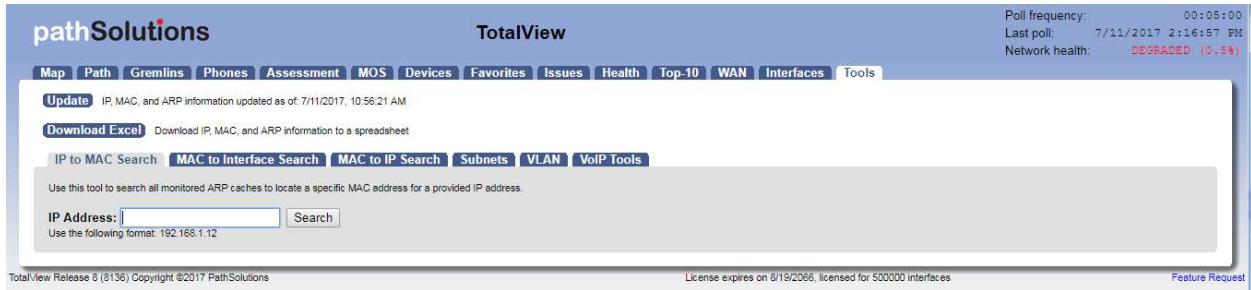 pathSolutions
TotalView
Poll frequency: 00:05:00
Last poll: 7/11/2017 2:16:57 PM
Network health: DEGRADED (0.5%)
Map Path Gremlins Phones Assessment MOS Devices Favorites Issues Health Top-10 WAN Interfaces Tools
Update IP, MAC, and ARP information updated as of: 7/11/2017, 10:56:21 AM
Download Excel Download IP, MAC, and ARP information to a spreadsheet
IP to MAC Search MAC to Interface Search MAC to IP Search Subnets VLAN VoIP Tools
Use this tool to search all monitored ARP caches to locate a specific MAC address for a provided IP address.
IP Address: Search
Use the following format: 192.168.1.12
TotalView Release 8 (8136) Copyright ©2017 PathSolutions License expires on 8/19/2066, licensed for 500000 interfaces Feature Request